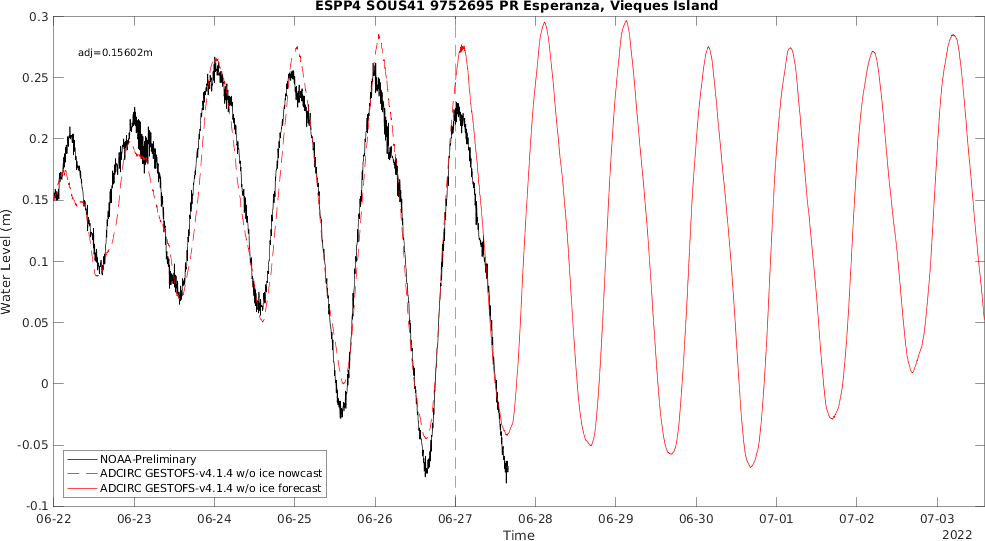 ESPP4 SOUS41 9752695 PR Esperanza, Vieques Island
adj=0.15602m
0.3
0.25
0.2
0.15
0.1
0.05
0
-0.05
-0.1
Water Level (m)
NOAA-Preliminary
ADCIRC GESTOFS-v4.1.4 w/o ice nowcast
ADCIRC GESTOFS-v4.1.4 w/o ice forecast
06-22 06-23 06-24 06-25 06-26 06-27 06-28 06-29 06-30 07-01 07-02 07-03
Time
2022